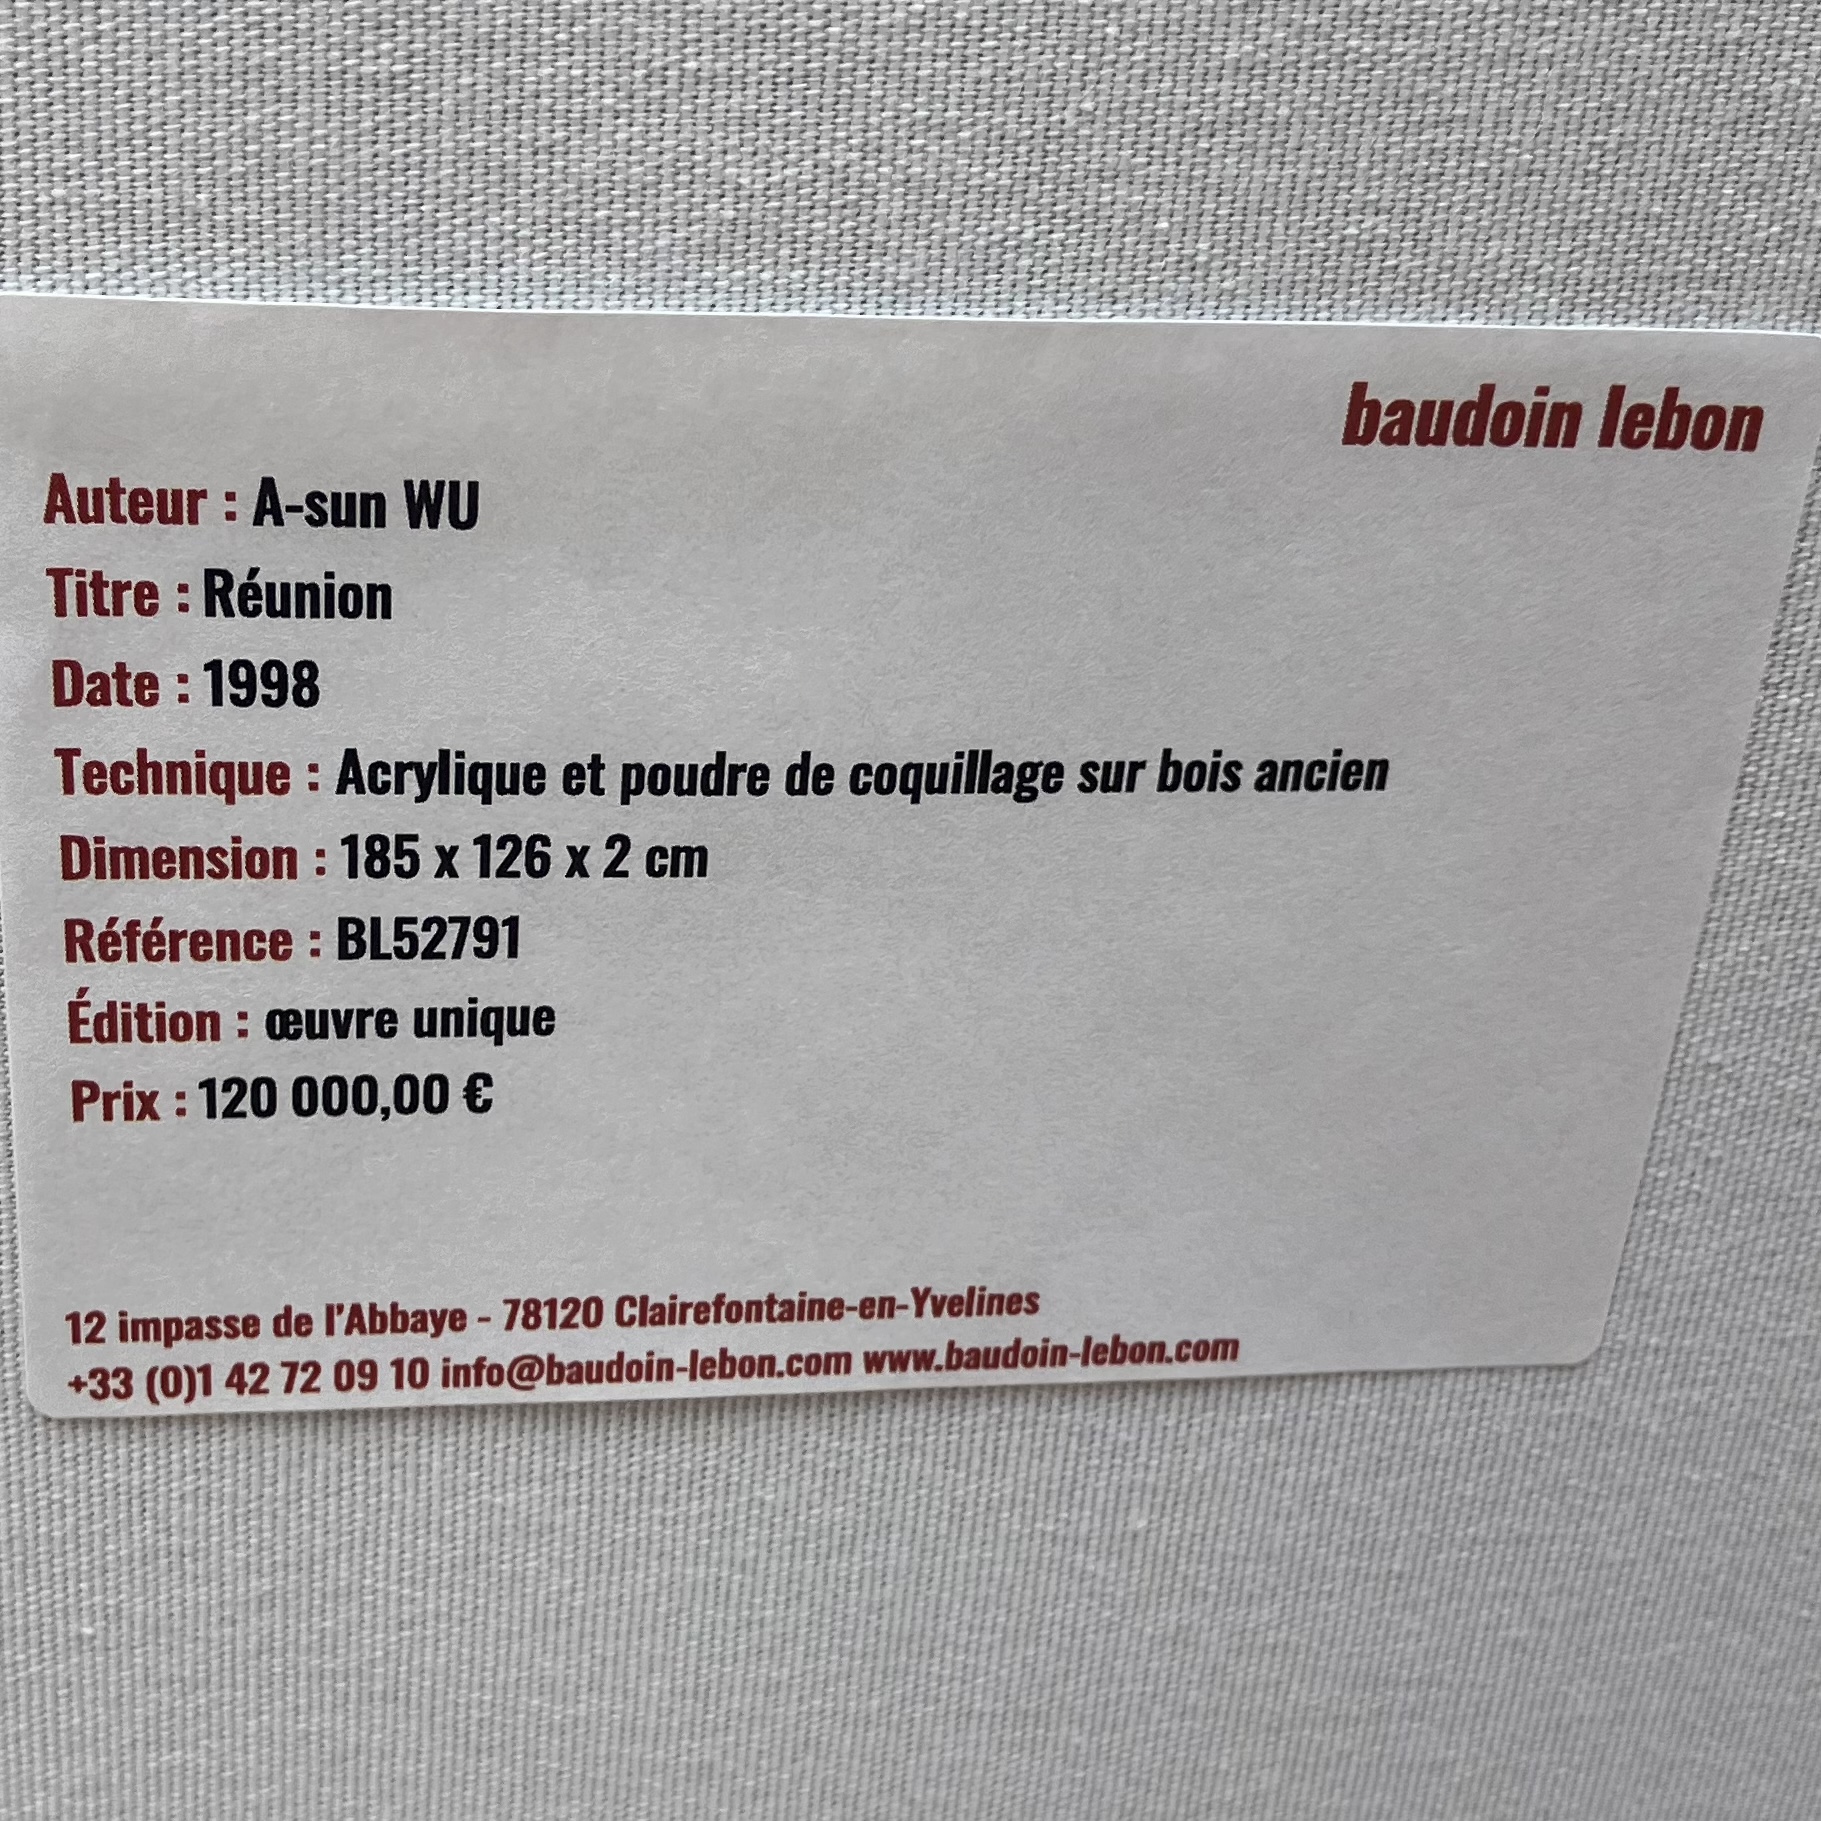 baudoin lebon
Auteur : A-sun WU
Titre : Réunion
Date : 1998
Technique : Acrylique et poudre de coquillage sur bois ancien
Dimension : 185 x 126 x 2 cm
Référence : BL52791
Édition : œuvre unique
Prix : 120 000,00 €
12 impasse de l'Abbaye - 78120 Clairefontaine-en-Yvelines
+33 (0)1 42 72 09 10 info@baudoin-lebon.com www.baudoin-lebon.com